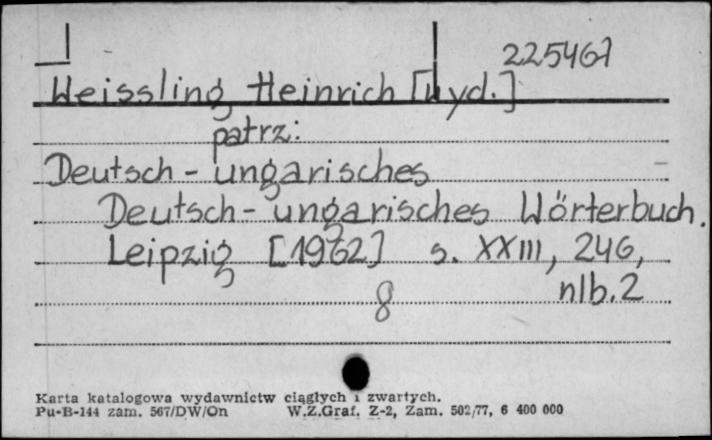 225467
Weissling Heinrich [Wyd.]
patrz:
Deutsch - ungarisches
Deutsch - ungarisches Wörterbuch.
Leipzig [1962] s. XXIII, 246,
nlb. 2
8
Karta katalogowa wydawnictw ciągłych i zwartych.
Pu-B-144 zam. 567/DW/On W.Z.Graf. Z-2, Zam. 502/77, 6 400 000